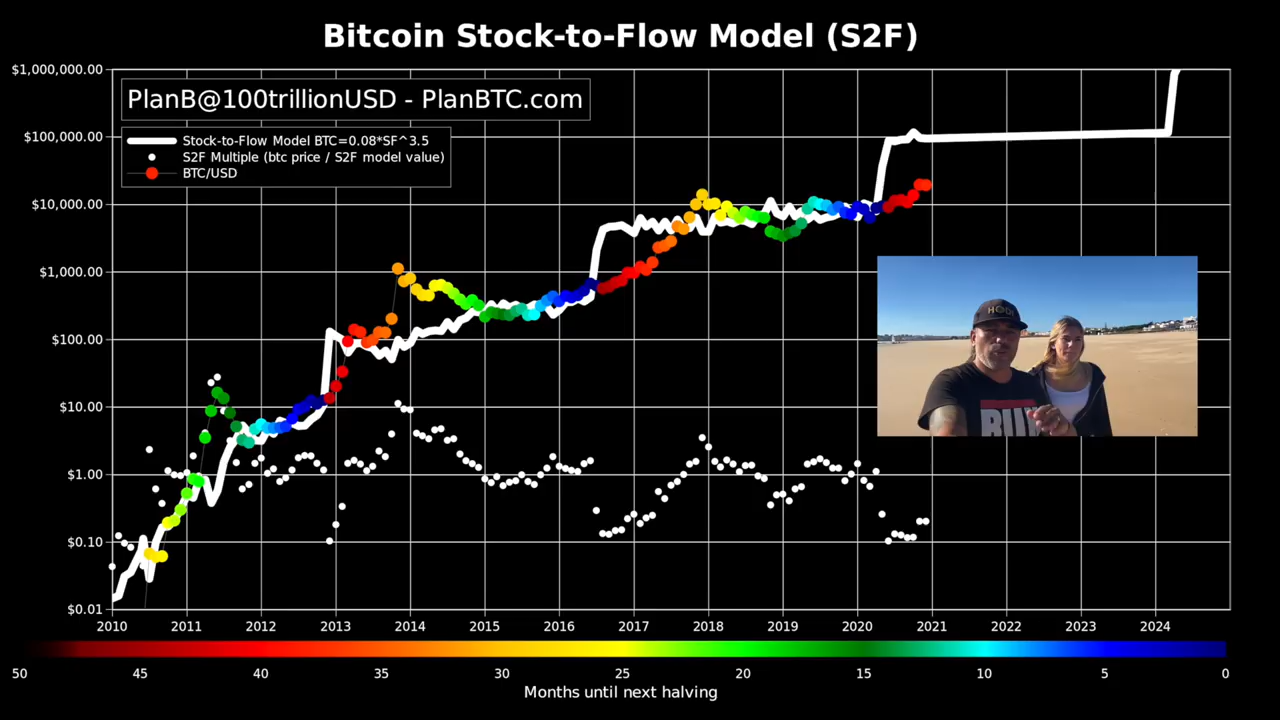 Bitcoin Stock-to-Flow Model (S2F)
$1,000,000.00
PlanB@100trillionUSD - PlanBTC.com
Stock-to-Flow Model BTC=0.08*SF^3.5
S2F Multiple (btc price / S2F model value)
BTC/USD
$100,000.00
$10,000.00
$1,000.00
$100.00
$10.00
$1.00
$0.10
$0.01
2010 2011 2012 2013 2014 2015 2016 2017 2018 2019 2020 2021 2022 2023 2024
50 45 40 35 30 25 20 15 10 5 0
Months until next halving